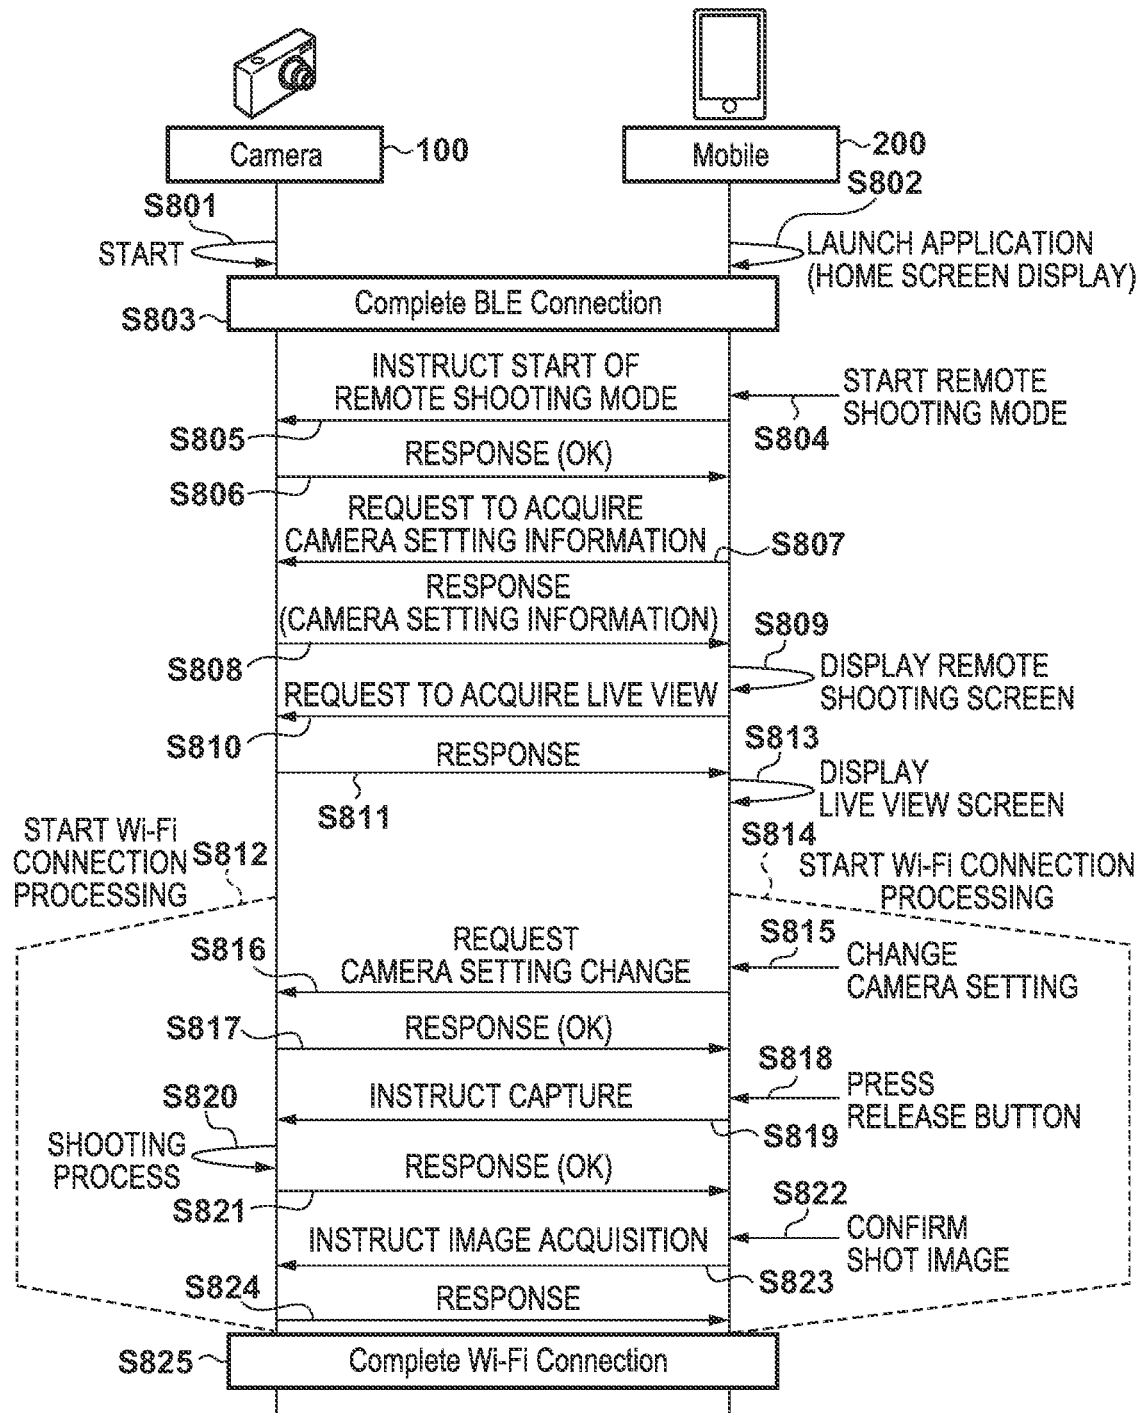 Camera
100
Mobile
200
S801
START
S802
LAUNCH APPLICATION
(HOME SCREEN DISPLAY)
S803
Complete BLE Connection
INSTRUCT START OF
REMOTE SHOOTING MODE
START REMOTE
SHOOTING MODE
S804
S805
RESPONSE (OK)
S806
REQUEST TO ACQUIRE
CAMERA SETTING INFORMATION
S807
RESPONSE
(CAMERA SETTING INFORMATION)
S808
S809
DISPLAY REMOTE
SHOOTING SCREEN
REQUEST TO ACQUIRE LIVE VIEW
S810
RESPONSE
S811
S813
DISPLAY
LIVE VIEW SCREEN
START Wi-Fi
CONNECTION
PROCESSING
S812
S814
START Wi-Fi CONNECTION
PROCESSING
S815
CHANGE
CAMERA SETTING
S816
REQUEST
CAMERA SETTING CHANGE
S817
RESPONSE (OK)
S818
PRESS
RELEASE BUTTON
INSTRUCT CAPTURE
S819
S820
SHOOTING
PROCESS
RESPONSE (OK)
S821
S822
CONFIRM
SHOT IMAGE
INSTRUCT IMAGE ACQUISITION
S823
S824
RESPONSE
S825
Complete Wi-Fi Connection